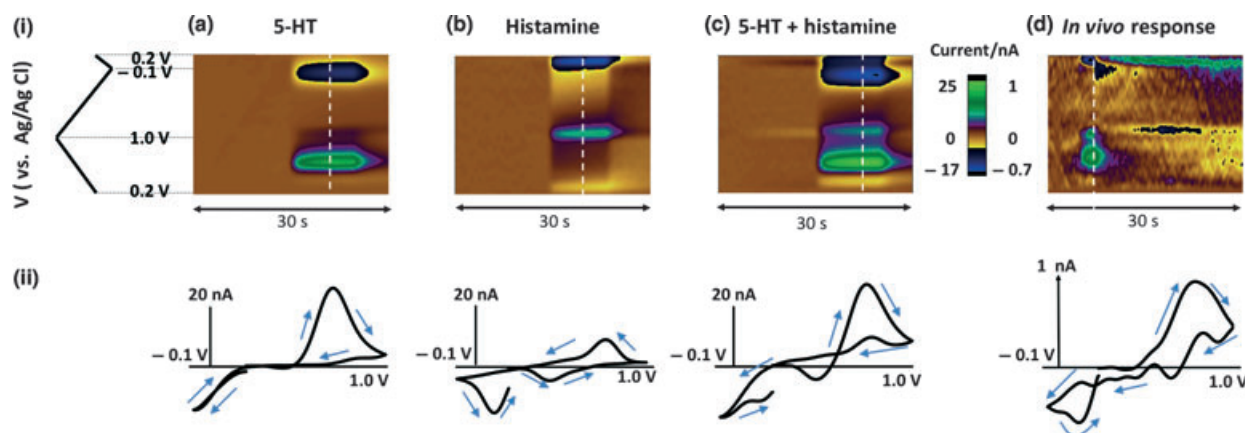 (i)
(a) 5-HT
(b) Histamine
(c) 5-HT + histamine
(d) In vivo response
V ( vs. Ag/Ag Cl)
0.2 V
– 0.1 V
1.0 V
0.2 V
Current/nA
25 1
0 0
– 17 – 0.7
30 s
30 s
30 s
30 s
(ii)
20 nA
– 0.1 V
1.0 V
20 nA
– 0.1 V
1.0 V
20 nA
– 0.1 V
1.0 V
1 nA
– 0.1 V
1.0 V